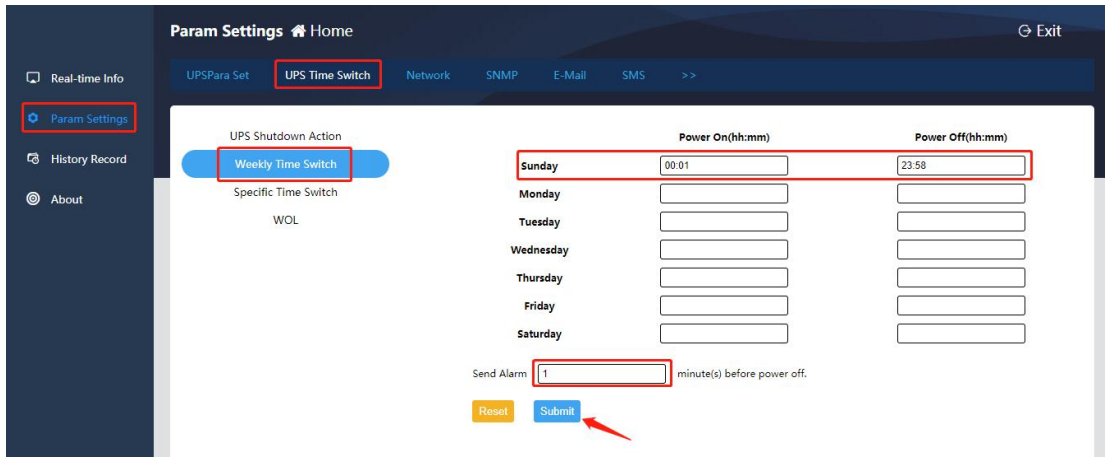 Param Settings Home
Exit
Real-time Info
Param Settings
History Record
About
UPSPara Set UPS Time Switch Network SNMP E-Mail SMS >>
UPS Shutdown Action
Weekly Time Switch
Specific Time Switch
WOL
Power On(hh:mm) Power Off(hh:mm)
Sunday 00:01 23:58
Monday
Tuesday
Wednesday
Thursday
Friday
Saturday
Send Alarm 1 minute(s) before power off.
Reset Submit